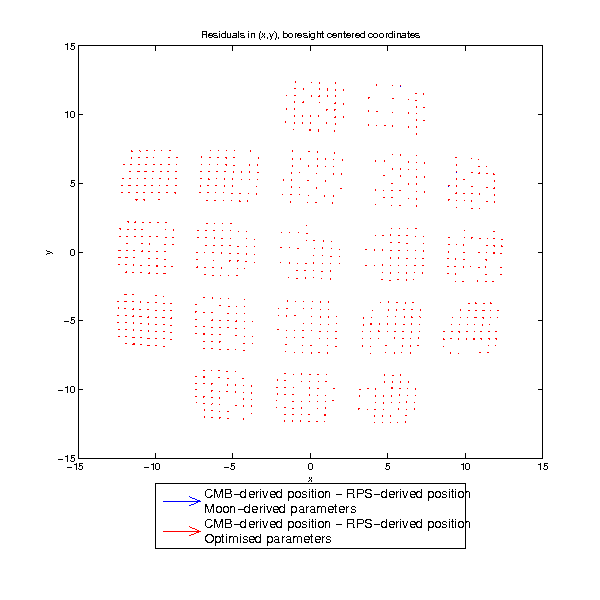 Residuals in (x,y), boresight centered coordinates
15
10
5
0
−5
−10
−15
y
−15 −10 −5 0 5 10 15
x
CMB−derived position − RPS−derived position
Moon−derived parameters
CMB−derived position − RPS−derived position
Optimised parameters